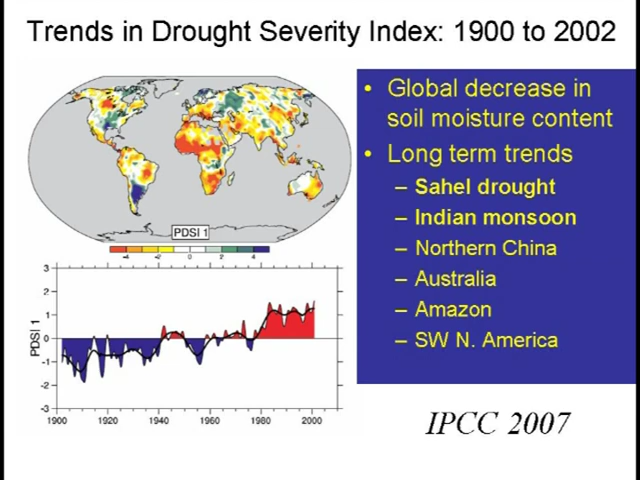 Trends in Drought Severity Index: 1900 to 2002
PDSI 1
-4 -2 0 2 4
3
2
1
0
-1
-2
-3
PDSI 1
1900 1920 1940 1960 1980 2000
• Global decrease in
soil moisture content
• Long term trends
– Sahel drought
– Indian monsoon
– Northern China
– Australia
– Amazon
– SW N. America
IPCC 2007